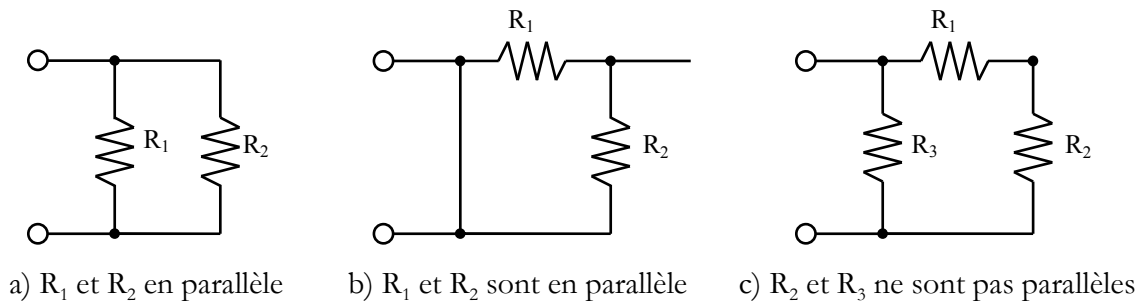 R₁
R₂
a) R₁ et R₂ en parallèle
R₁
R₂
b) R₁ et R₂ sont en parallèle
R₁
R₃
R₂
c) R₂ et R₃ ne sont pas parallèles